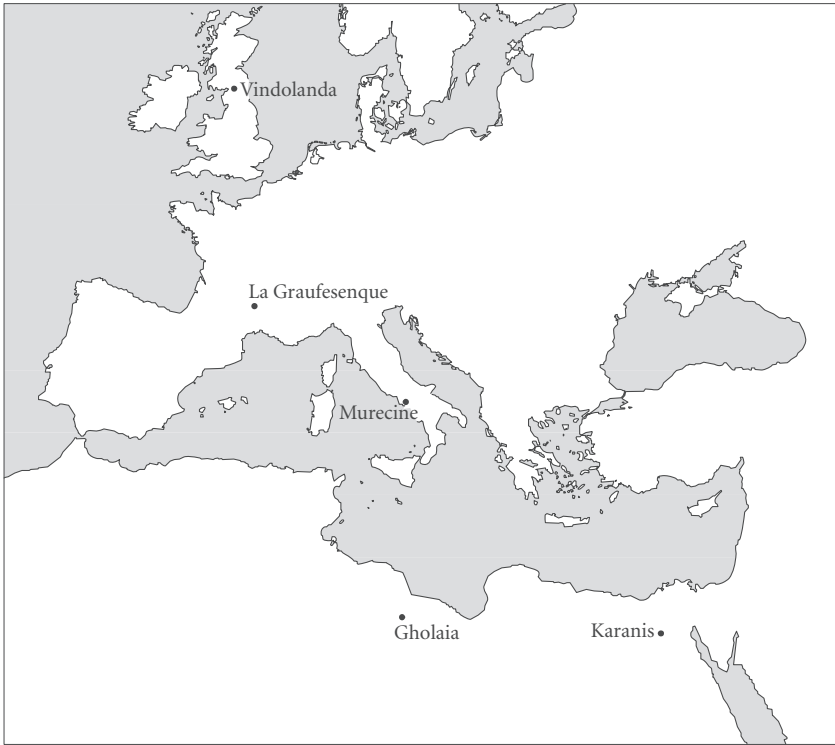 Vindolanda
La Graufesenque
Murecine
Gholaia
Karanis